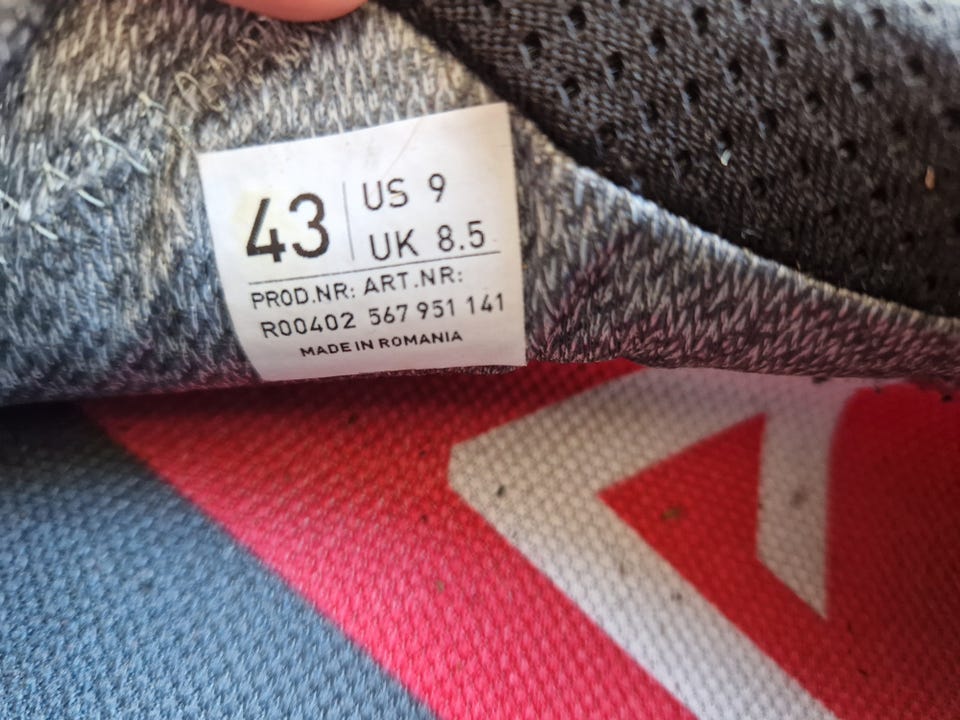 43 US 9
UK 8.5
PROD.NR: ART.NR:
R00402 567 951 141
MADE IN ROMANIA